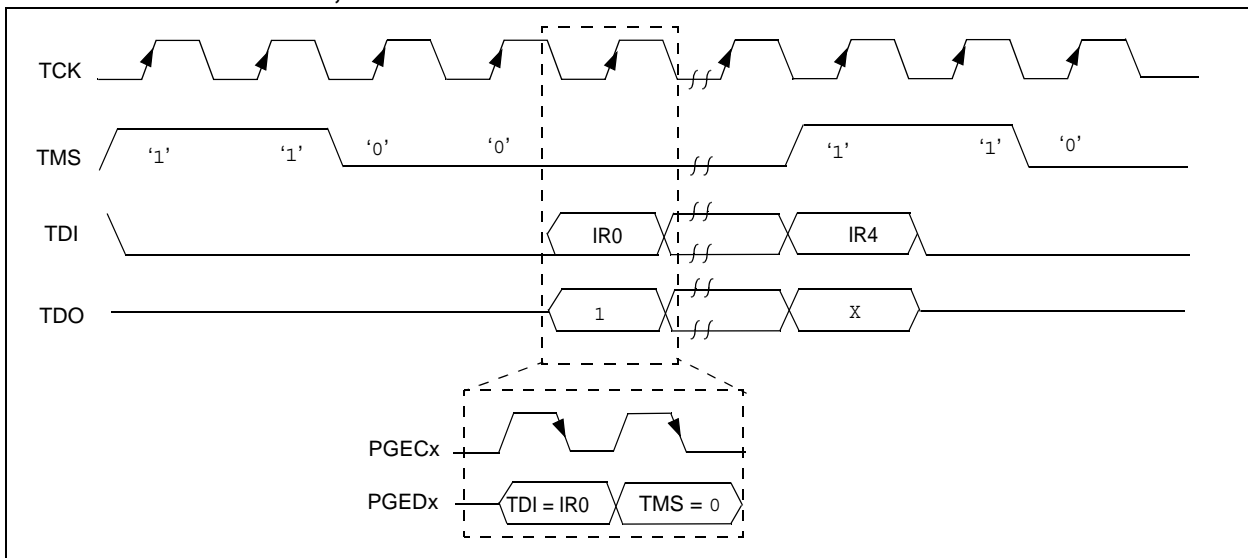 TCK
TMS ‘1’ ‘1’ ‘0’ ‘0’ ‘1’ ‘1’ ‘0’
TDI IR0 IR4
TDO 1 X
PGECx
PGEDx TDI = IR0 TMS = 0